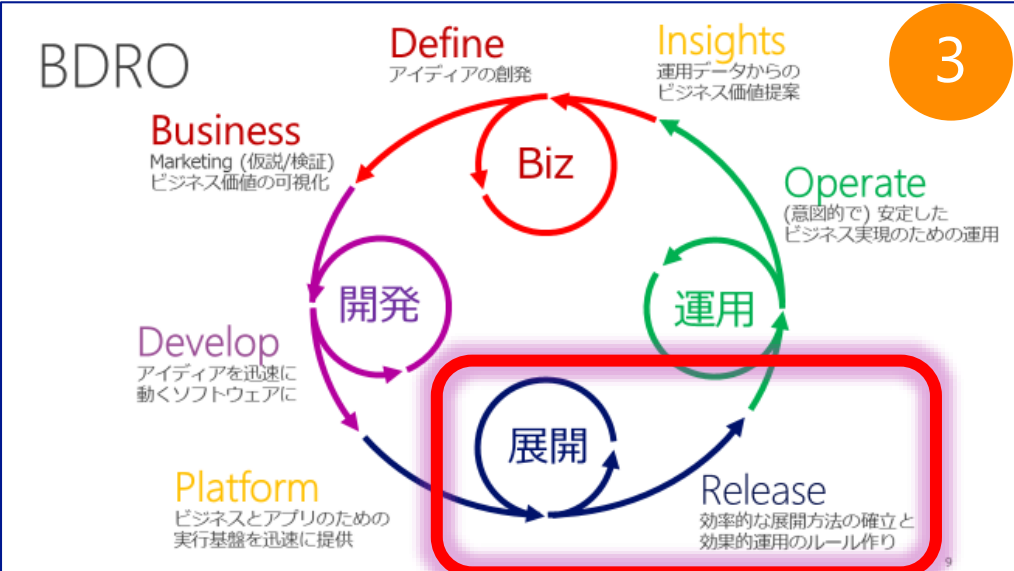 BDRO
Define
アイディアの創発
Insights
運用データからの
ビジネス価値提案
3
Business
Marketing (仮説/検証)
ビジネス価値の可視化
Biz
Operate
(意図的で) 安定した
ビジネス実現のための運用
開発
運用
Develop
アイディアを迅速に
動くソフトウェアに
展開
Platform
ビジネスとアプリのための
実行基盤を迅速に提供
Release
効率的な展開方法の確立と
効果的運用のルール作り
9